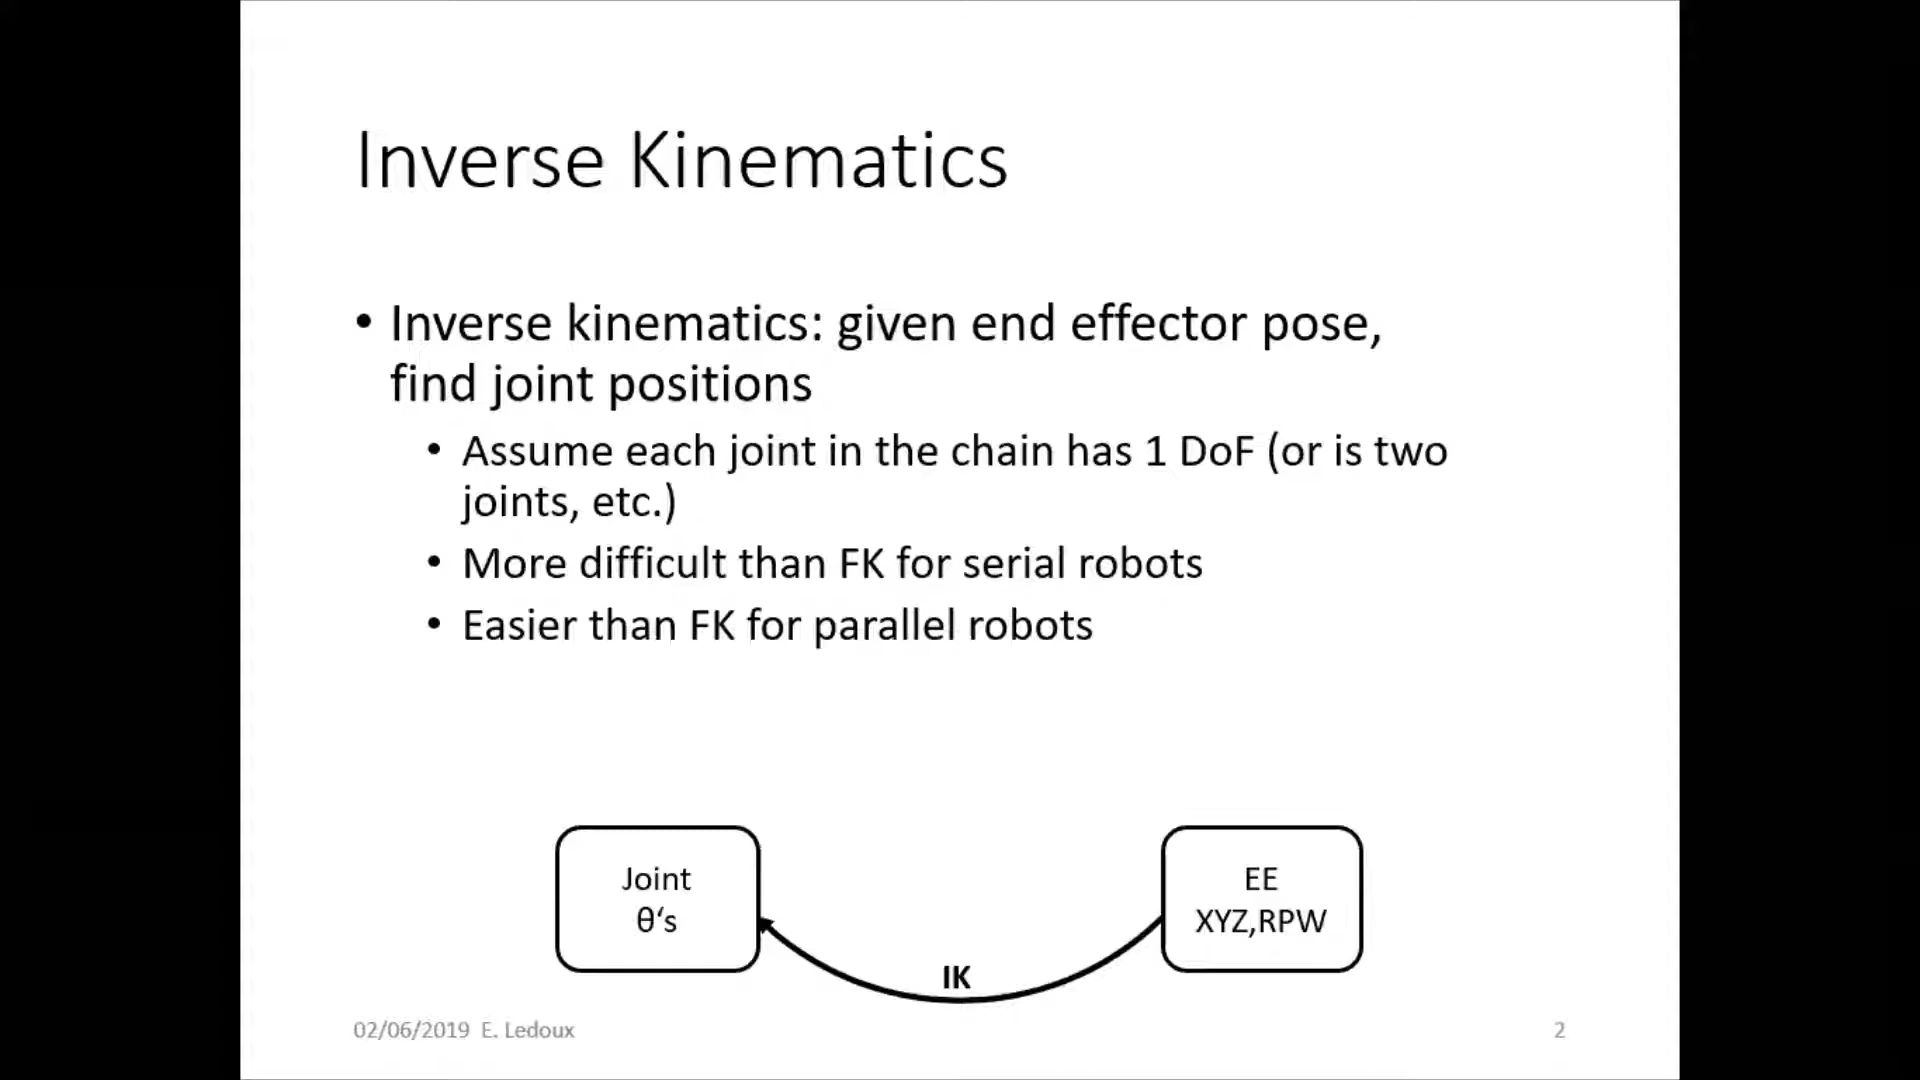 Inverse Kinematics
• Inverse kinematics: given end effector pose,
find joint positions
• Assume each joint in the chain has 1 DoF (or is two
joints, etc.)
• More difficult than FK for serial robots
• Easier than FK for parallel robots
Joint
θ‘s
EE
XYZ,RPW
IK
02/06/2019 E. Ledoux
2